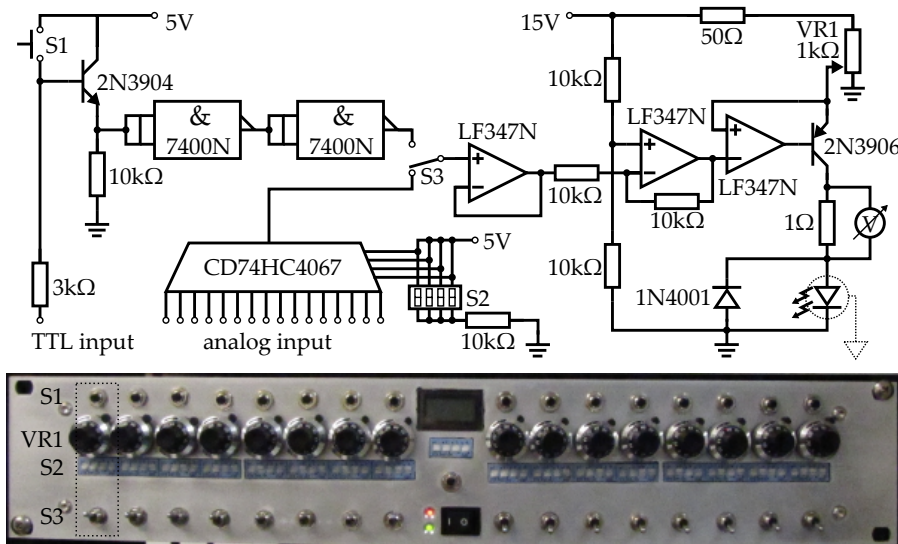 5V
15V
50Ω
VR1
1kΩ
S1
2N3904
10kΩ
&
7400N
&
7400N
LF347N
LF347N
2N3906
S3
10kΩ
10kΩ
LF347N
10kΩ
1Ω
V
CD74HC4067
5V
S2
10kΩ
10kΩ
1N4001
3kΩ
TTL input
analog input
S1
VR1
S2
S3